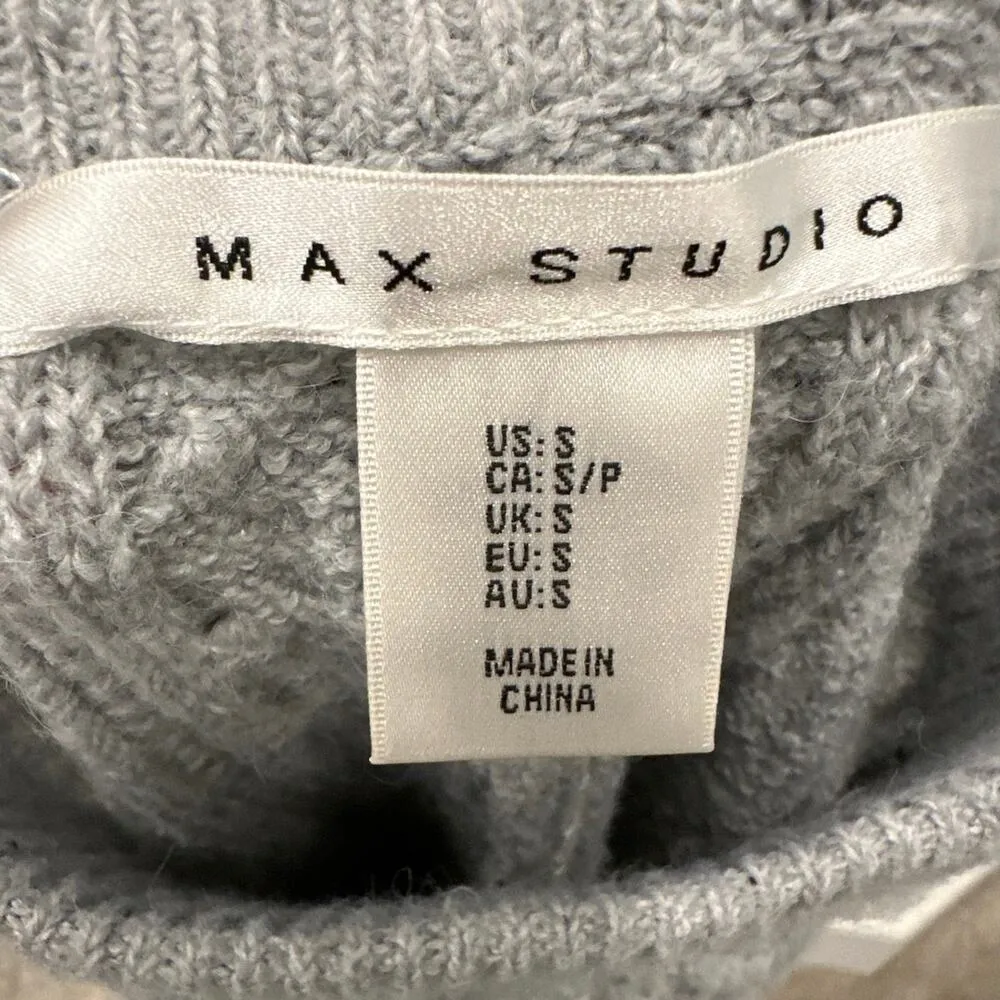 MAX STUDIO
US: S
CA: S/P
UK: S
EU: S
AU: S
MADE IN
CHINA